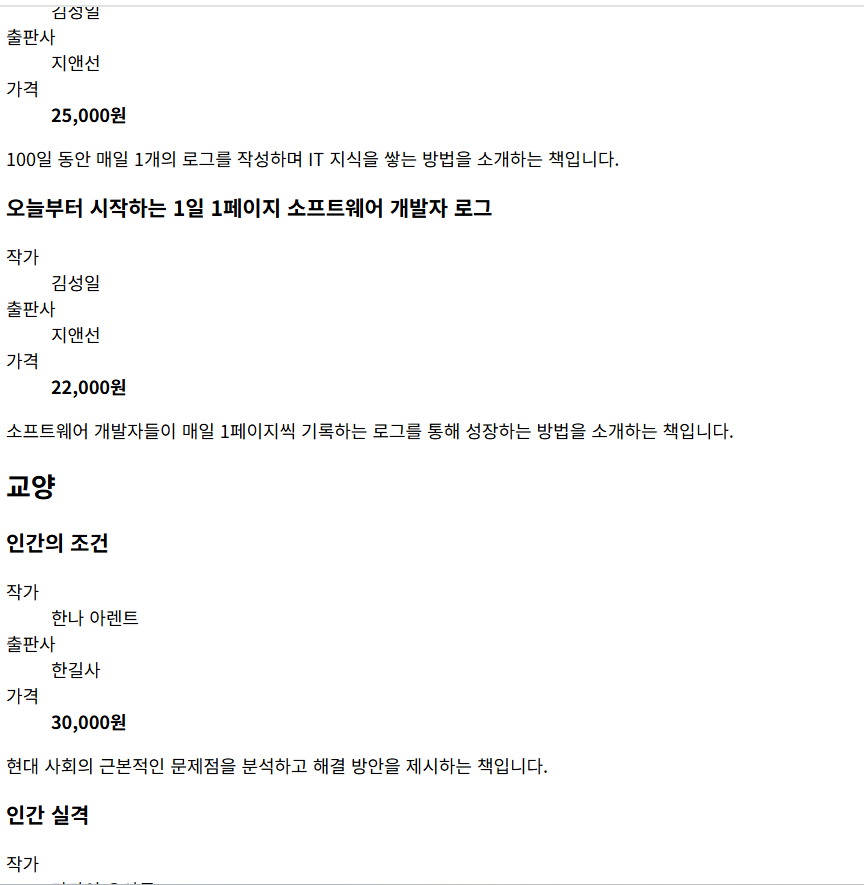 김성일
출판사
지앤선
가격
25,000원
100일 동안 매일 1개의 로그를 작성하며 IT 지식을 쌓는 방법을 소개하는 책입니다.
오늘부터 시작하는 1일 1페이지 소프트웨어 개발자 로그
작가
김성일
출판사
지앤선
가격
22,000원
소프트웨어 개발자들이 매일 1페이지씩 기록하는 로그를 통해 성장하는 방법을 소개하는 책입니다.
교양
인간의 조건
작가
한나 아렌트
출판사
한길사
가격
30,000원
현대 사회의 근본적인 문제점을 분석하고 해결 방안을 제시하는 책입니다.
인간 실격
작가